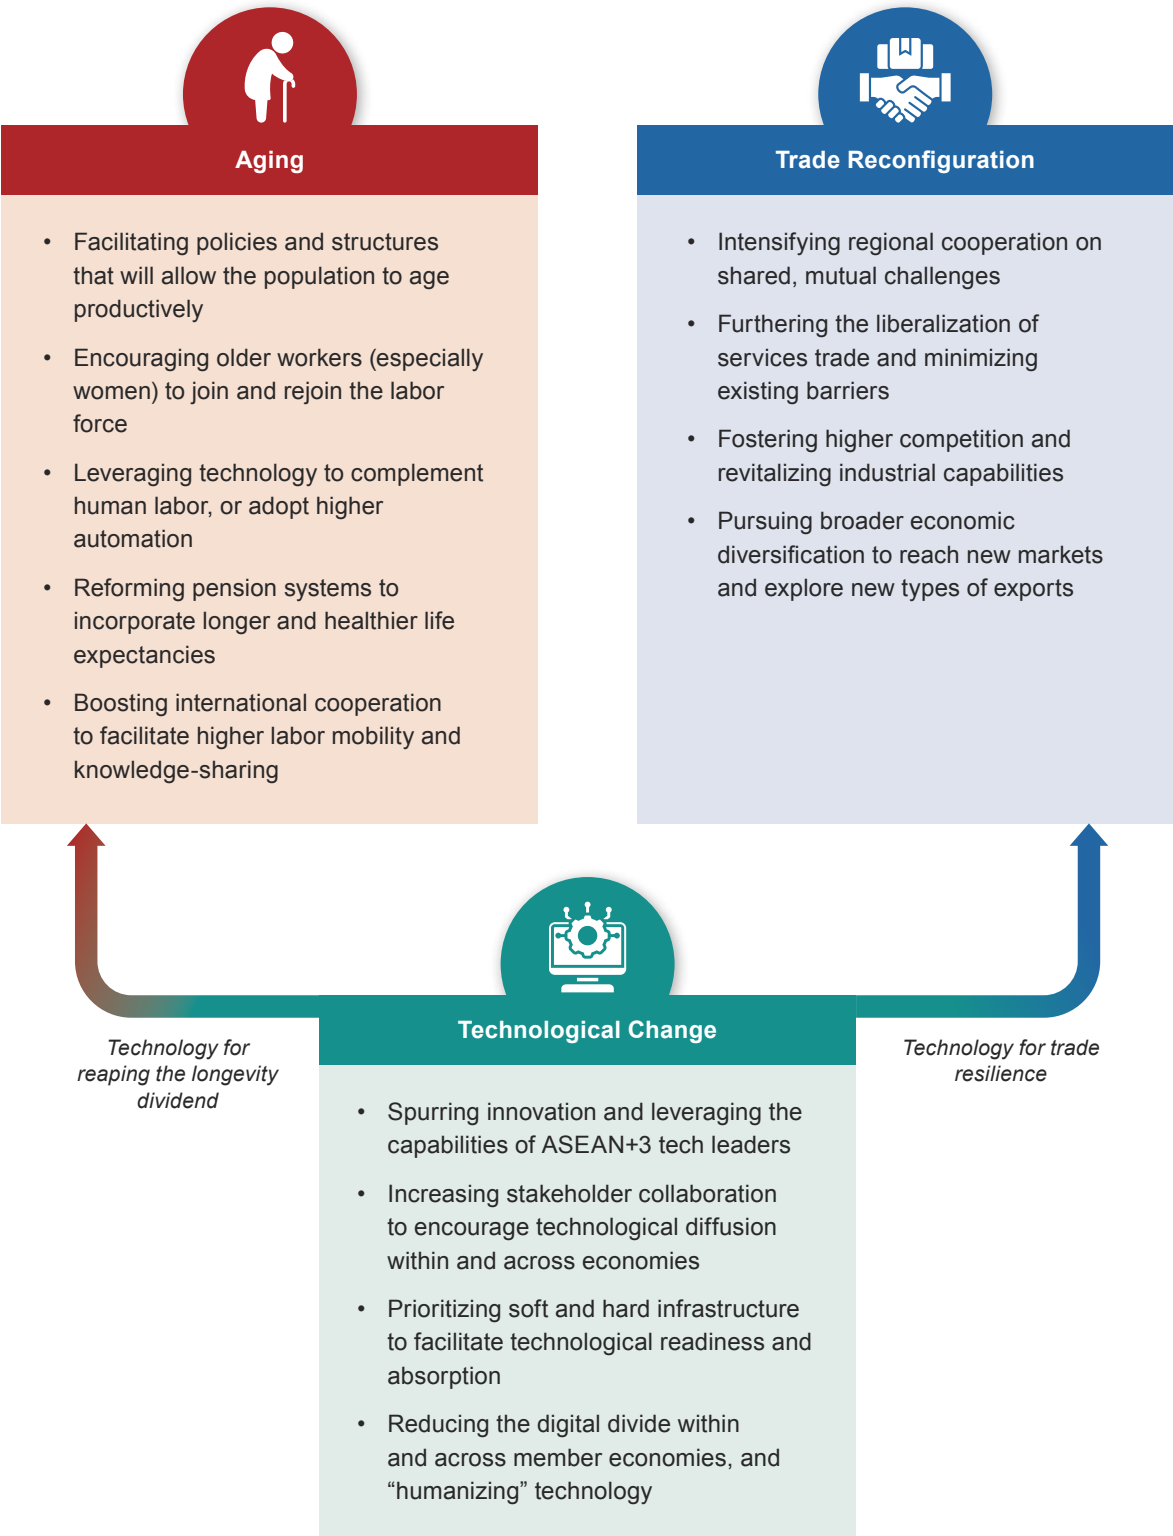 Aging
• Facilitating policies and structures
that will allow the population to age
productively
• Encouraging older workers (especially
women) to join and rejoin the labor
force
• Leveraging technology to complement
human labor, or adopt higher
automation
• Reforming pension systems to
incorporate longer and healthier life
expectancies
• Boosting international cooperation
to facilitate higher labor mobility and
knowledge-sharing
Trade Reconfiguration
• Intensifying regional cooperation on
shared, mutual challenges
• Furthering the liberalization of
services trade and minimizing
existing barriers
• Fostering higher competition and
revitalizing industrial capabilities
• Pursuing broader economic
diversification to reach new markets
and explore new types of exports
Technology for
reaping the longevity
dividend
Technology for trade
resilience
Technological Change
• Spurring innovation and leveraging the
capabilities of ASEAN+3 tech leaders
• Increasing stakeholder collaboration
to encourage technological diffusion
within and across economies
• Prioritizing soft and hard infrastructure
to facilitate technological readiness and
absorption
• Reducing the digital divide within
and across member economies, and
“humanizing” technology